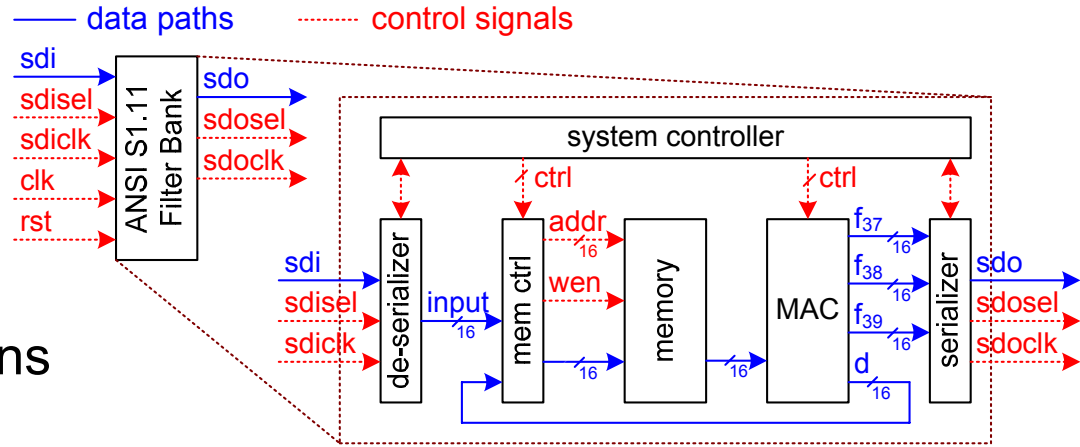 data paths
control signals
sdi
sdisel
sdiclk
clk
rst
ANSI S1.11
Filter Bank
sdo
sdosel
sdoclk
system controller
ctrl
ctrl
sdi
sdisel
sdiclk
de-serializer
input
16
mem ctrl
addr
16
wen
16
memory
16
MAC
f37
16
f38
16
f39
16
d
16
serializer
sdo
sdosel
sdoclk
ns